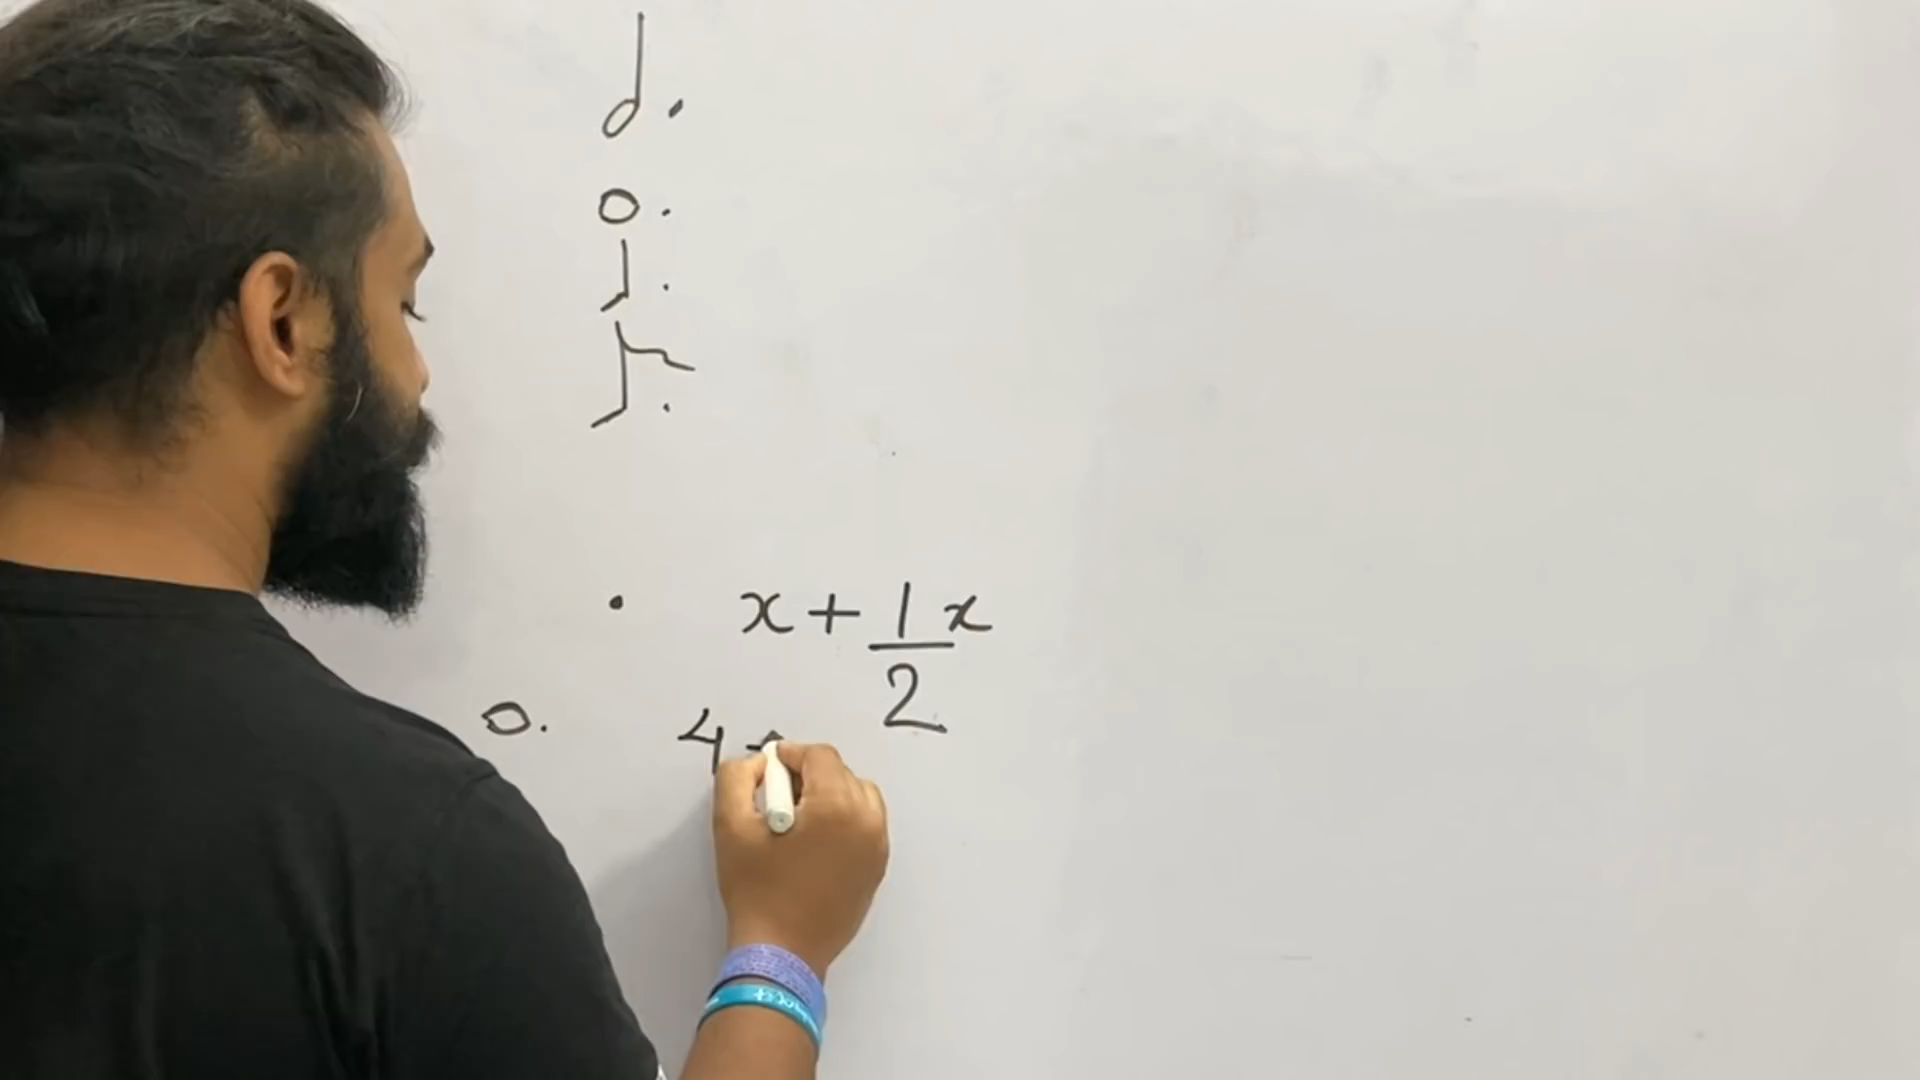 x + 1/2 x
4 +